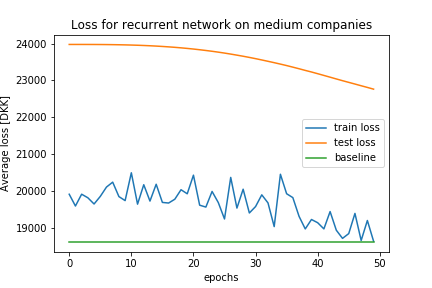 Loss for recurrent network on medium companies
Average loss [DKK]
24000
23000
22000
21000
20000
19000
train loss
test loss
baseline
0
10
20
30
40
50
epochs